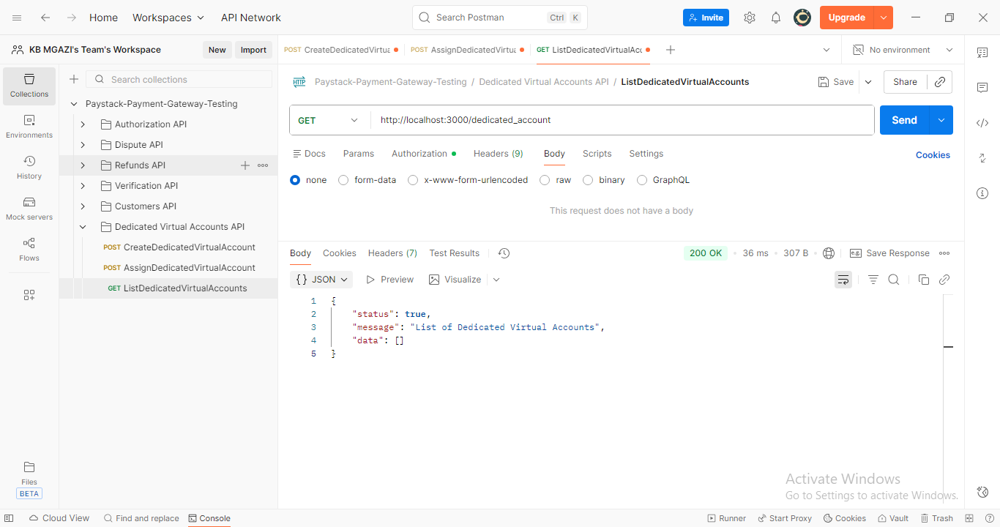 Home
Workspaces
API Network
Search Postman
Ctrl
K
Invite
Upgrade
KB MGAZI's Team's Workspace
New
Import
POST CreateDedicatedVirtua
POST AssignDedicatedVirtua
GET ListDedicatedVirtualAcc
No environment
Collections
Environments
History
Mock servers
Flows
Files
BETA
Search collections
Paystack-Payment-Gateway-Testing
Authorization API
Dispute API
Refunds API
Verification API
Customers API
Dedicated Virtual Accounts API
POST CreateDedicatedVirtualAccount
POST AssignDedicatedVirtualAccount
GET ListDedicatedVirtualAccounts
HTTP Paystack-Payment-Gateway-Testing / Dedicated Virtual Accounts API / ListDedicatedVirtualAccounts
Save
Share
GET
http://localhost:3000/dedicated_account
Send
Docs
Params
Authorization
Headers (9)
Body
Scripts
Settings
Cookies
none
form-data
x-www-form-urlencoded
raw
binary
GraphQL
This request does not have a body
Body
Cookies
Headers (7)
Test Results
200 OK
36 ms
307 B
e.g. Save Response
{} JSON
Preview
Visualize
1 {
2 "status": true,
3 "message": "List of Dedicated Virtual Accounts",
4 "data": []
5 }
Activate Windows
Go to Settings to activate Windows.
Cloud View
Find and replace
Console
Runner
Start Proxy
Cookies
Vault
Trash